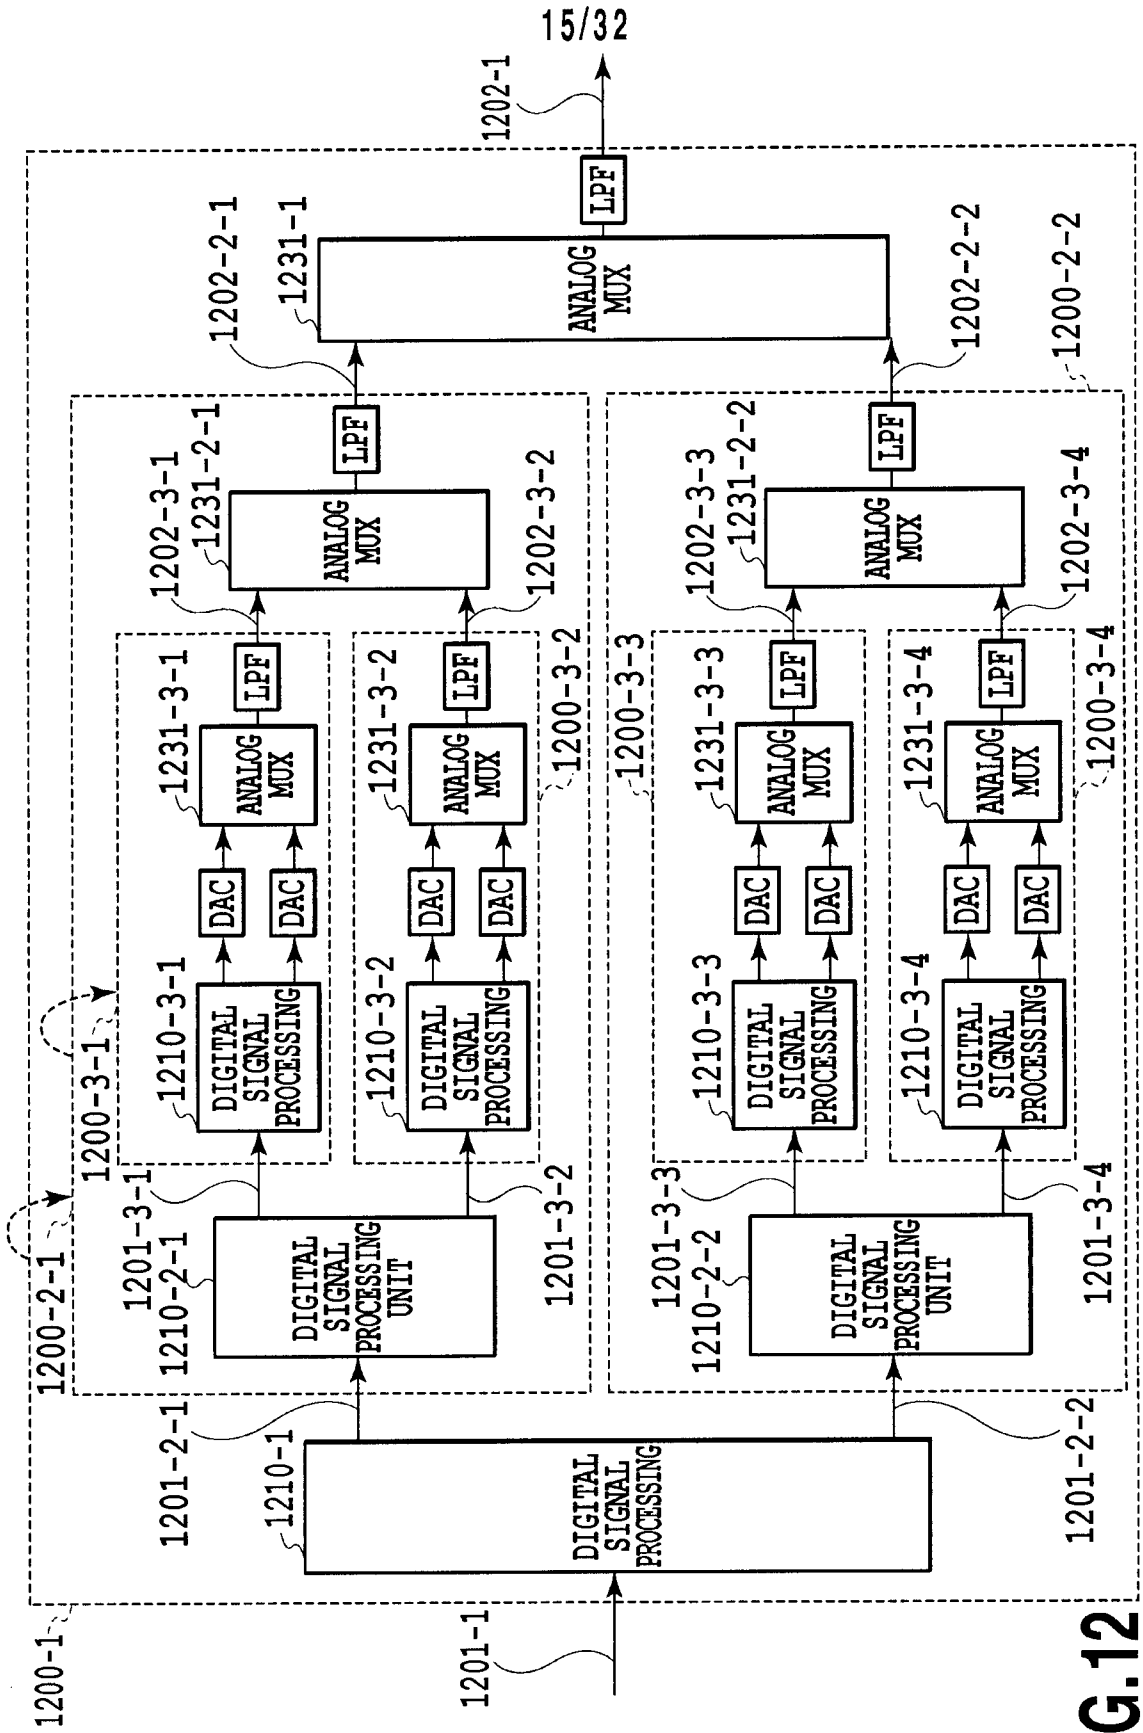 15/32
1200-1
1201-1
1210-1
DIGITAL
SIGNAL
PROCESSING
1201-2-1
1201-2-2
1200-2-1
1210-2-1
DIGITAL
SIGNAL
PROCESSING
UNIT
1201-3-1
1201-3-2
1200-3-1
1210-3-1
DIGITAL
SIGNAL
PROCESSING
DAC
DAC
1231-3-1
ANALOG
MUX
LPF
1202-3-1
1210-3-2
DIGITAL
SIGNAL
PROCESSING
DAC
DAC
1231-3-2
ANALOG
MUX
LPF
1200-3-2
1202-3-2
1231-2-1
ANALOG
MUX
LPF
1202-2-1
1210-2-2
DIGITAL
SIGNAL
PROCESSING
UNIT
1201-3-3
1201-3-4
1200-3-3
1210-3-3
DIGITAL
SIGNAL
PROCESSING
DAC
DAC
1231-3-3
ANALOG
MUX
LPF
1202-3-3
1210-3-4
DIGITAL
SIGNAL
PROCESSING
DAC
DAC
1231-3-4
ANALOG
MUX
LPF
1200-3-4
1202-3-4
1231-2-2
ANALOG
MUX
LPF
1202-2-2
1200-2-2
1231-1
ANALOG
MUX
LPF
1202-1
G.12